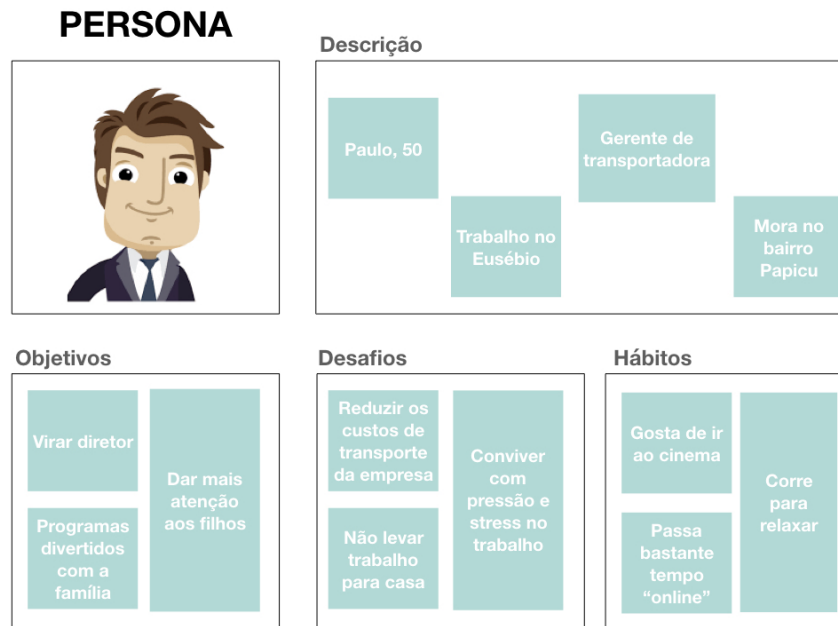 PERSONA
Descrição
Paulo, 50
Gerente de
transportadora
Trabalho no
Eusébio
Mora no
bairro
Papicu
Objetivos
Virar diretor
Dar mais
atenção
aos filhos
Programas
divertidos
com a
família
Desafios
Reduzir os
custos de
transporte
da empresa
Conviver
com
pressão e
stress no
trabalho
Não levar
trabalho
para casa
Hábitos
Gosta de ir
ao cinema
Corre
para
relaxar
Passa
bastante
tempo
“online”